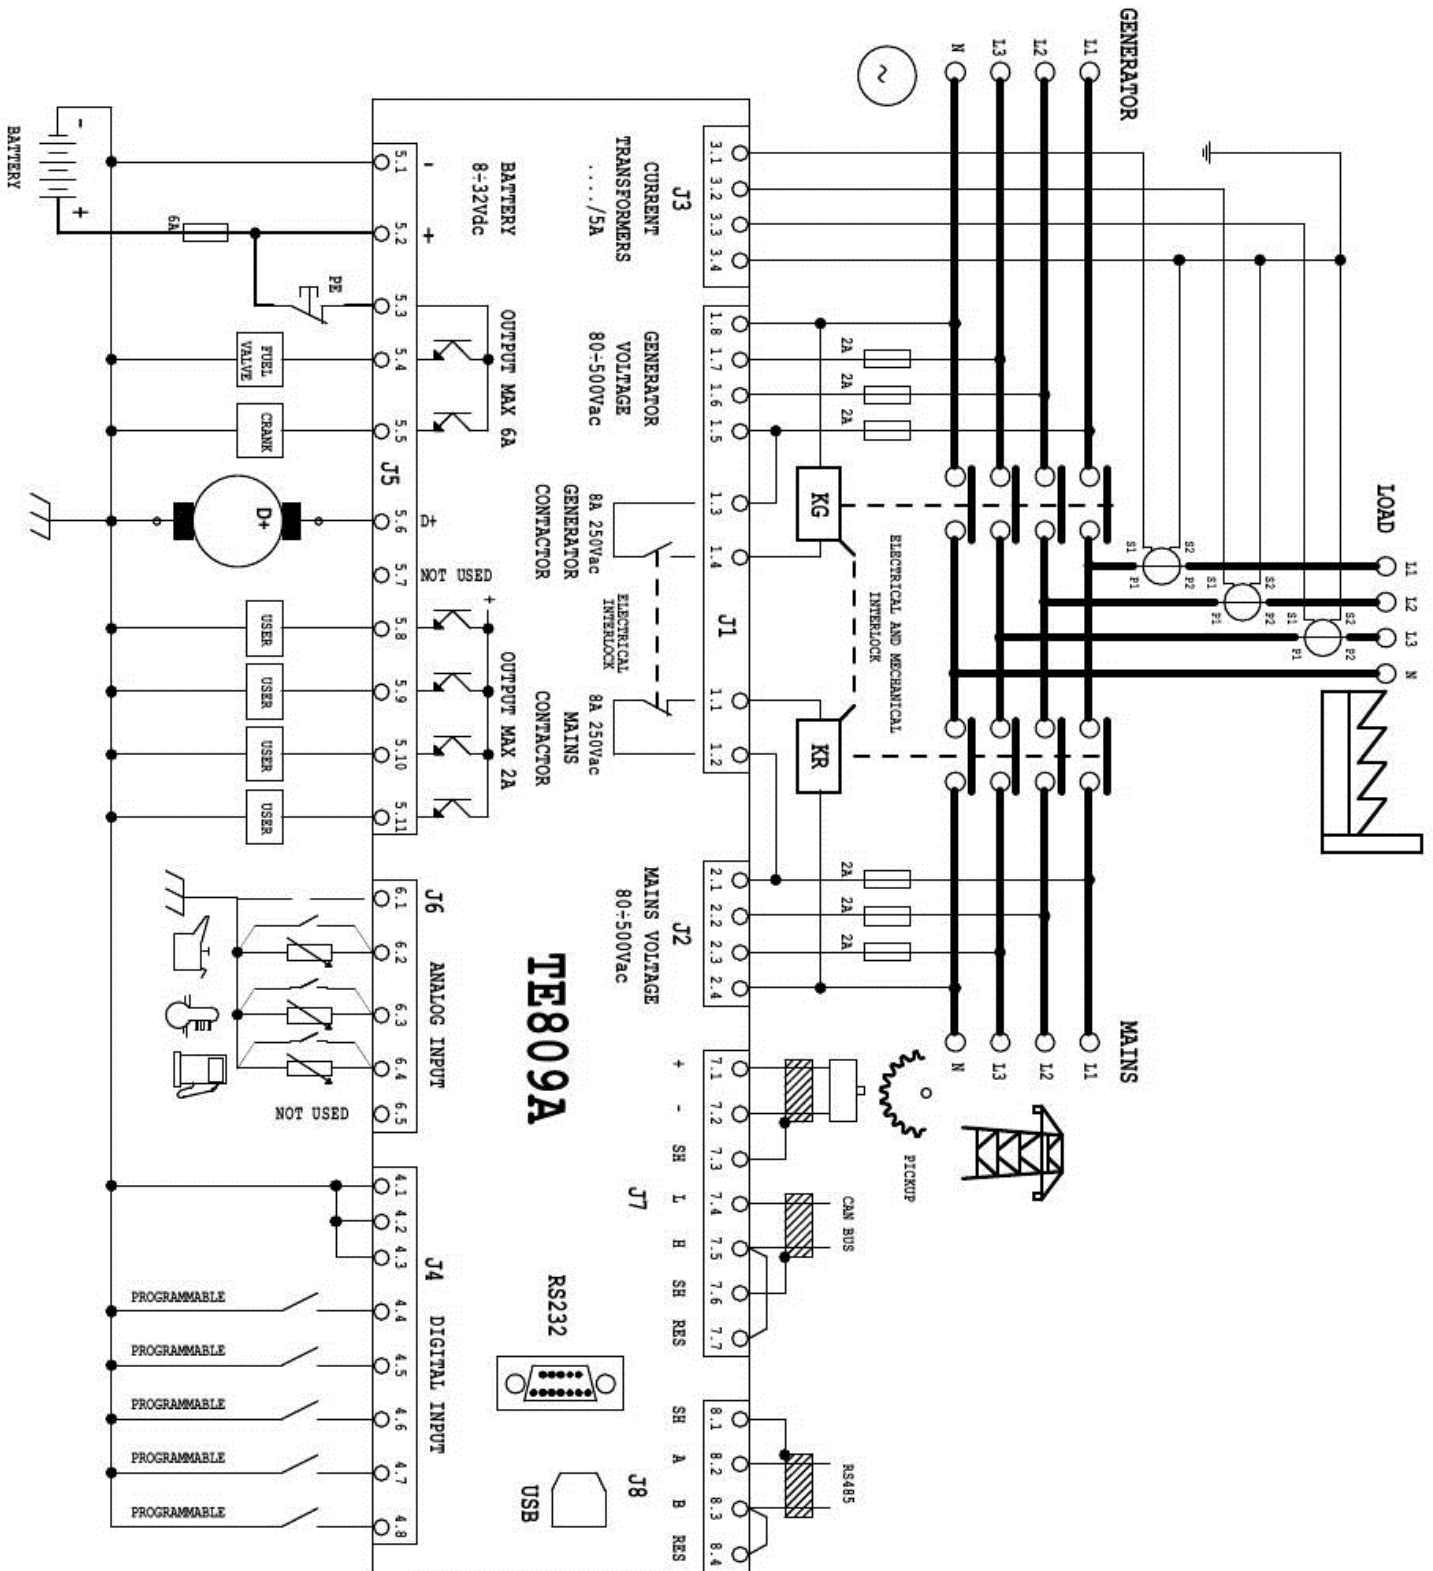 GENERATOR
L1
L2
L3
N
~
LOAD
L1
L2
L3
N
S1
S2
P1
P2
S1
S2
P1
P2
S1
S2
P1
P2
MAINS
L1
L2
L3
N
PICKUP
ELECTRICAL AND MECHANICAL
INTERLOCK
KG
KR
2A
2A
2A
2A
2A
2A
CAN BUS
RS485
3.1
3.2
3.3
3.4
1.8
1.7
1.6
1.5
1.3
1.4
1.1
1.2
2.1
2.2
2.3
2.4
7.1
7.2
7.3
7.4
7.5
7.6
7.7
8.1
8.2
8.3
8.4
J3
CURRENT
TRANSFORMERS
..../5A
GENERATOR
VOLTAGE
80÷500Vac
J1
8A 250Vac
GENERATOR
CONTACTOR
ELECTRICAL
INTERLOCK
8A 250Vac
MAINS
CONTACTOR
J2
MAINS VOLTAGE
80÷500Vac
+
-
SH
L
H
SH
RES
J7
SH
A
B
RES
J8
TE809A
RS232
USB
BATTERY
8÷32Vdc
-
+
OUTPUT MAX 6A
J5
D+
NOT USED
+
OUTPUT MAX 2A
J6
ANALOG INPUT
J4
DIGITAL INPUT
5.1
5.2
5.3
5.4
5.5
5.6
5.7
5.8
5.9
5.10
5.11
6.1
6.2
6.3
6.4
6.5
4.1
4.2
4.3
4.4
4.5
4.6
4.7
4.8
PE
6A
FUEL
VALVE
CRANK
D+
USER
USER
USER
USER
NOT USED
PROGRAMMABLE
PROGRAMMABLE
PROGRAMMABLE
PROGRAMMABLE
PROGRAMMABLE
-
+
BATTERY